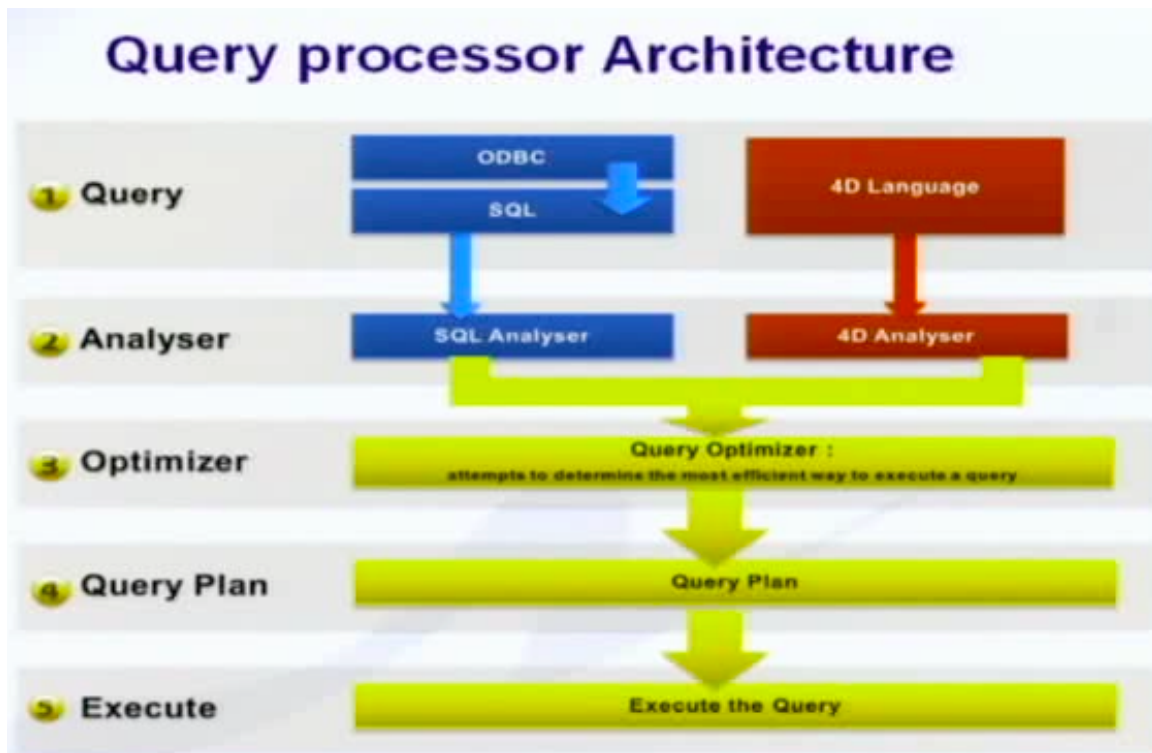 Query processor Architecture
1 Query
ODBC
SQL
4D Language
2 Analyser
SQL Analyser
4D Analyser
3 Optimizer
Query Optimizer :
attempts to determine the most efficient way to execute a query
4 Query Plan
Query Plan
5 Execute
Execute the Query